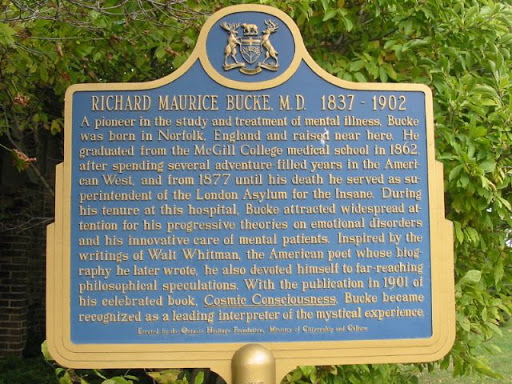 RICHARD MAURICE BUCKE, M.D. 1837 - 1902
A pioneer in the study and treatment of mental illness, Bucke
was born in Norfolk, England and raised near here. He
graduated from the McGill College medical school in 1862,
after spending several adventure-filled years in the Ameri-
can West, and from 1877 until his death he served as su-
perintendent of the London Asylum for the Insane. During
his tenure at this hospital, Bucke attracted widespread at-
tention for his progressive theories on emotional disorders
and his innovative care of mental patients. Inspired by the
writings of Walt Whitman, the American poet whose biog-
raphy he later wrote, he also devoted himself to far-reaching
philosophical speculations. With the publication in 1901 of
his celebrated book, Cosmic Consciousness, Bucke became
recognized as a leading interpreter of the mystical experience.
Erected by the Ontario Heritage Foundation, Ministry of Citizenship and Culture